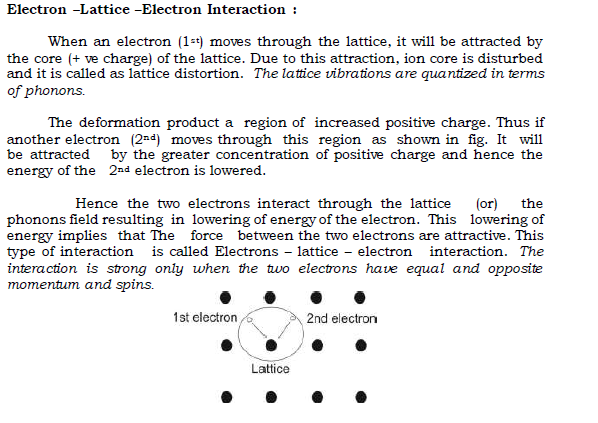 Electron –Lattice –Electron Interaction :
When an electron (1st) moves through the lattice, it will be attracted by
the core (+ ve charge) of the lattice. Due to this attraction, ion core is disturbed
and it is called as lattice distortion. The lattice vibrations are quantized in terms
of phonons.
The deformation product a region of increased positive charge. Thus if
another electron (2nd) moves through this region as shown in fig. It will
be attracted by the greater concentration of positive charge and hence the
energy of the 2nd electron is lowered.
Hence the two electrons interact through the lattice (or) the
phonons field resulting in lowering of energy of the electron. This lowering of
energy implies that The force between the two electrons are attractive. This
type of interaction is called Electrons – lattice – electron interaction. The
interaction is strong only when the two electrons have equal and opposite
momentum and spins.
1st electron 2nd electron
Lattice